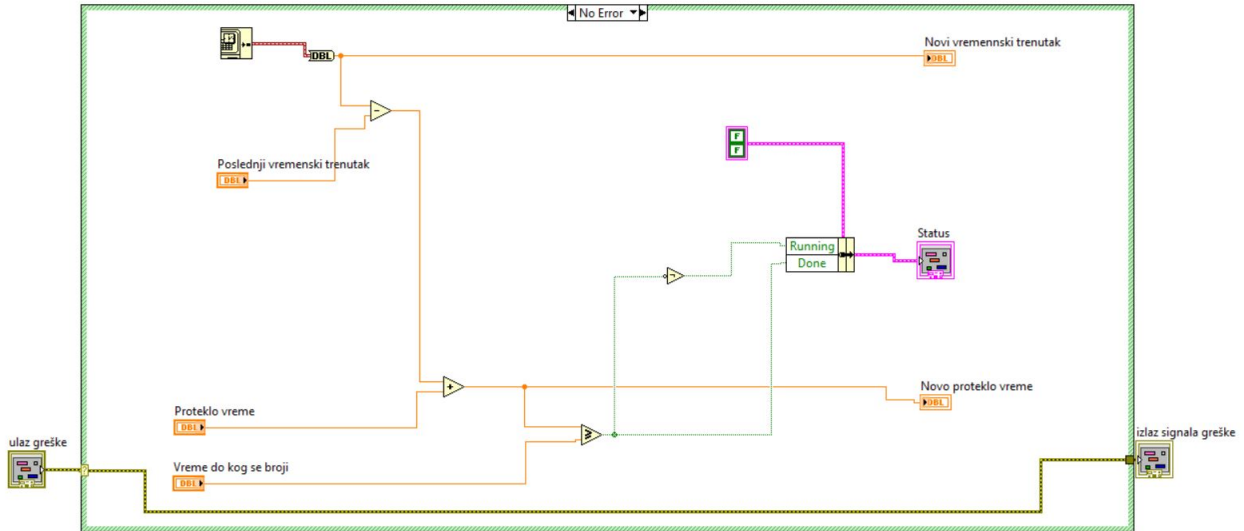 No Error
Novi vremennski trenutak
DBL
DBL
F
F
Poslednji vremenski trenutak
DBL
Status
Running
Done
Proteklo vreme
DBL
Novo proteklo vreme
DBL
ulaz greške
izlaz signala greške
Vreme do kog se broji
DBL
?